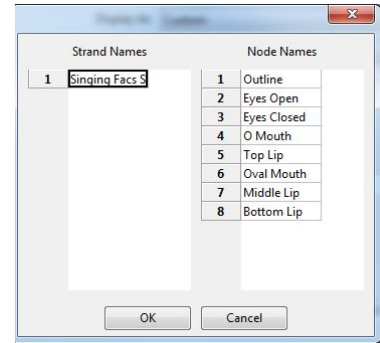 Strand Names
Node Names
1 Singing Facs S
1 Outline
2 Eyes Open
3 Eyes Closed
4 O Mouth
5 Top Lip
6 Oval Mouth
7 Middle Lip
8 Bottom Lip
OK
Cancel